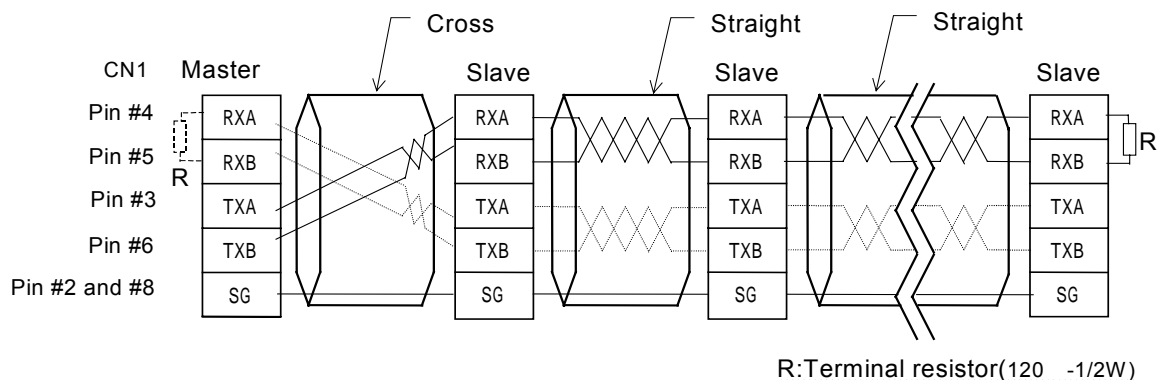 Cross
Straight
Straight
CN1 Master
Slave
Slave
Slave
Pin #4
RXA
RXA
RXA
RXA
Pin #5
RXB
RXB
RXB
RXB
R
R
Pin #3
TXA
TXA
TXA
TXA
Pin #6
TXB
TXB
TXB
TXB
Pin #2 and #8
SG
SG
SG
SG
R:Terminal resistor(120 -1/2W)